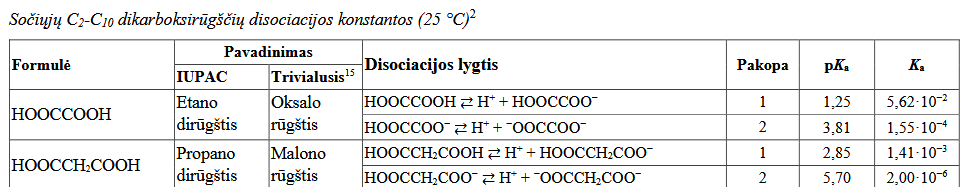 Sočiųjų C₂-C₁₀ dikarboksirūgščių disociacijos konstantos (25 °C)²
Formulė Pavadinimas Disociacijos lygtis Pakopa pKₐ Kₐ
IUPAC Trivialusis¹⁵
HOOCCOOH Etano dirūgštis Oksalo rūgštis HOOCCOOH ⇄ H⁺ + HOOCCOO⁻ 1 1,25 5,62·10⁻²
HOOCCOO⁻ ⇄ H⁺ + ⁻OOCCOO⁻ 2 3,81 1,55·10⁻⁴
HOOCCH₂COOH Propano dirūgštis Malono rūgštis HOOCCH₂COOH ⇄ H⁺ + HOOCCH₂COO⁻ 1 2,85 1,41·10⁻³
HOOCCH₂COO⁻ ⇄ H⁺ + ⁻OOCCH₂COO⁻ 2 5,70 2,00·10⁻⁶